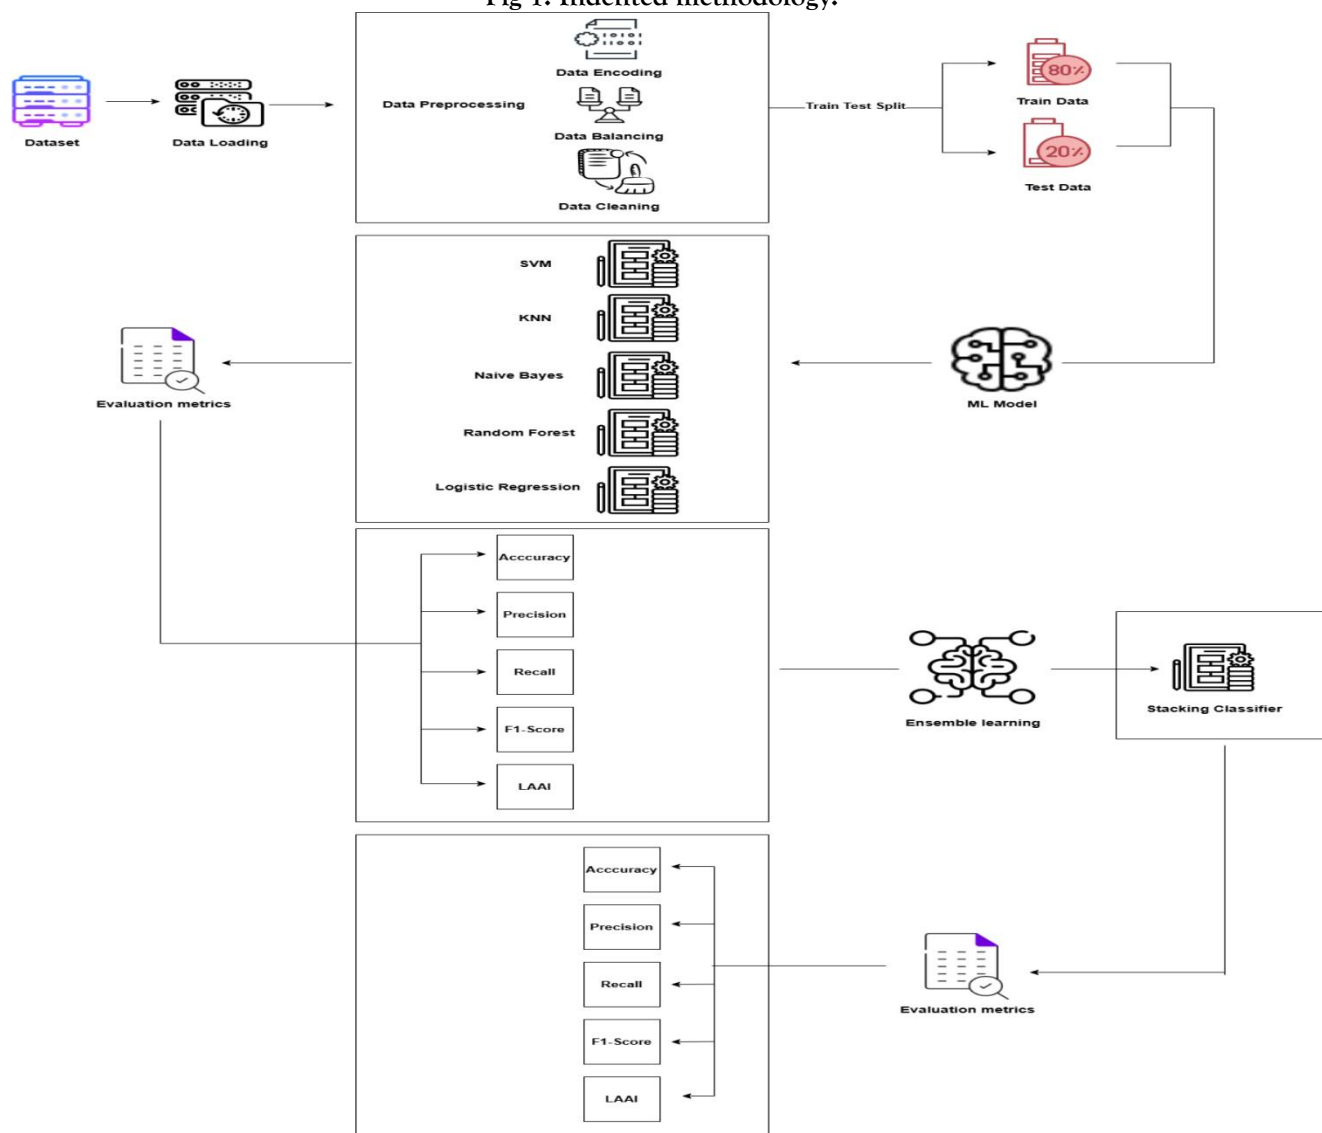 Fig 1. Indented methodology.
Data Encoding
Data Preprocessing
Data Balancing
Data Cleaning
Dataset
Data Loading
Train Test Split
80%
Train Data
20%
Test Data
SVM
KNN
Naive Bayes
Random Forest
Logistic Regression
ML Model
Evaluation metrics
Acccuracy
Precision
Recall
F1-Score
LAAI
Ensemble learning
Stacking Classifier
Evaluation metrics
Acccuracy
Precision
Recall
F1-Score
LAAI